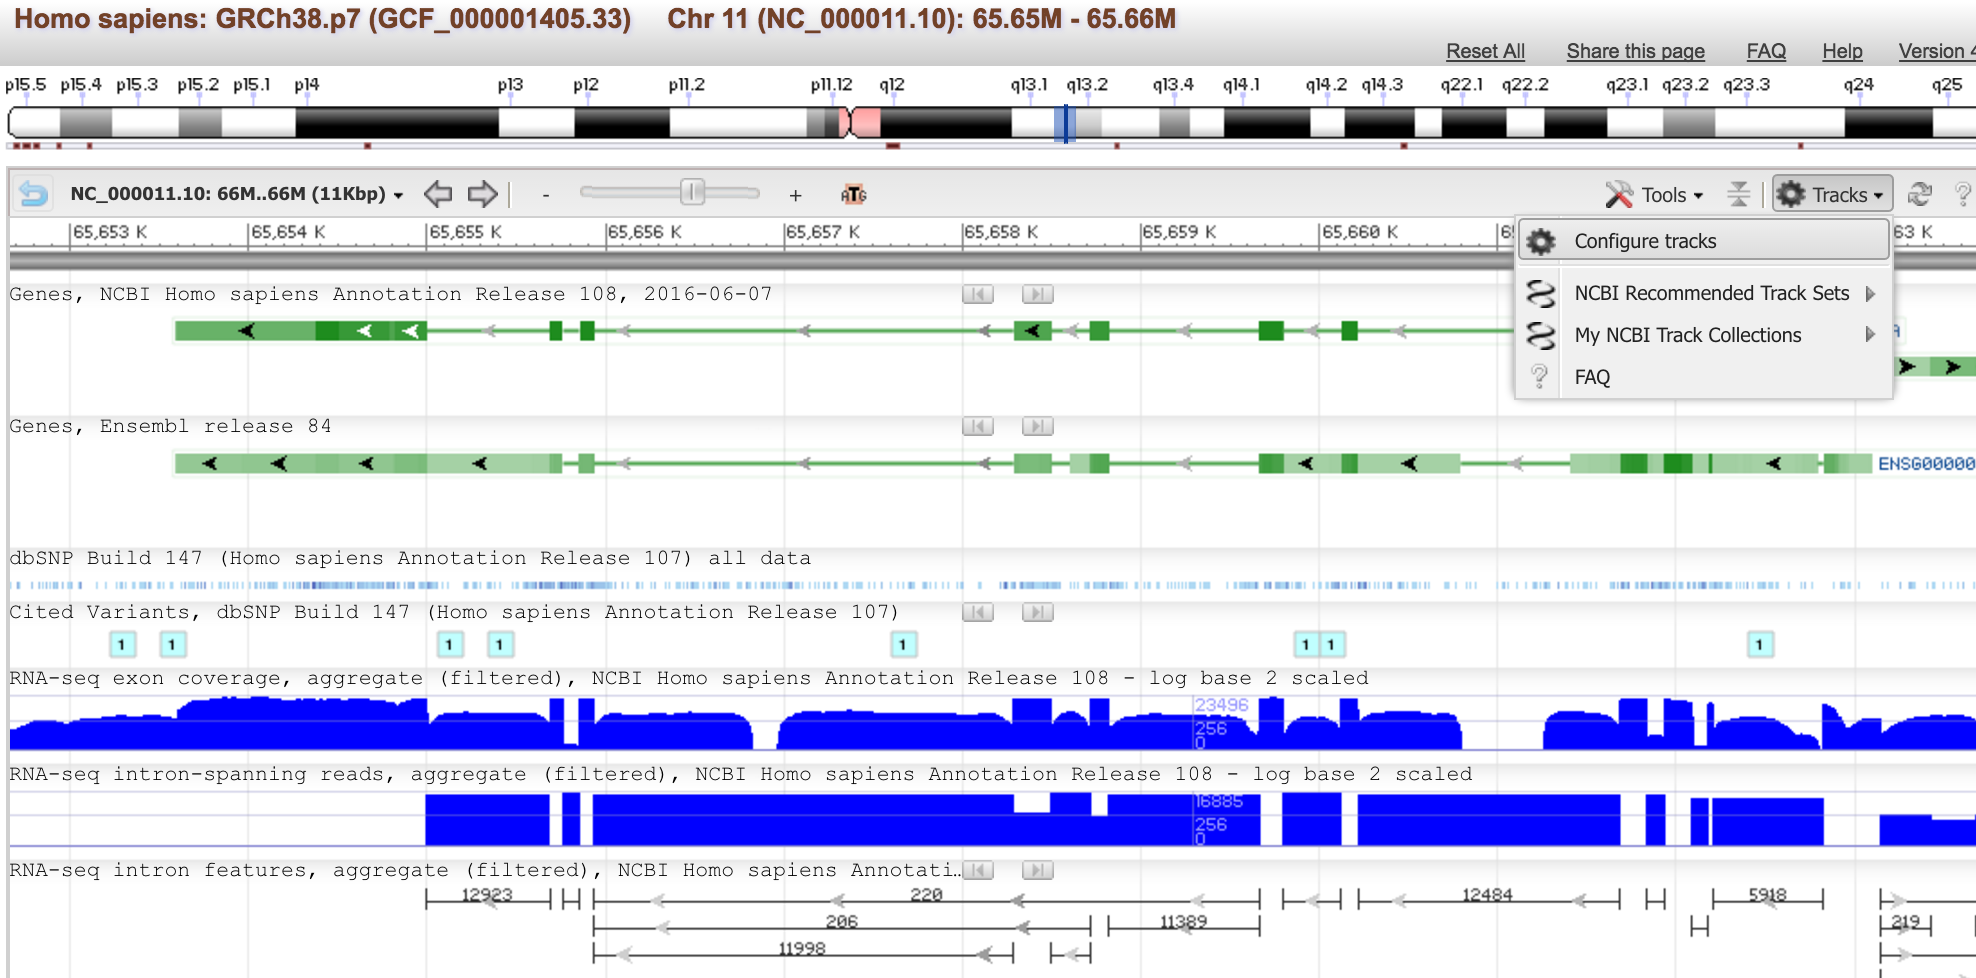 Homo sapiens: GRCh38.p7 (GCF_000001405.33) Chr 11 (NC_000011.10): 65.65M - 65.66M
Reset All Share this page FAQ Help Version
p15.5 p15.4 p15.3 p15.2 p15.1 p14 p13 p12 p11.2 p11.12 q12 q13.1 q13.2 q13.4 q14.1 q14.2 q14.3 q22.1 q22.2 q23.1 q23.2 q23.3 q24 q25
NC_000011.10: 66M..66M (11Kbp) - + ATG Tools Tracks ?
65,653 K 65,654 K 65,655 K 65,656 K 65,657 K 65,658 K 65,659 K 65,660 K 63 K
Configure tracks
NCBI Recommended Track Sets
My NCBI Track Collections
? FAQ
Genes, NCBI Homo sapiens Annotation Release 108, 2016-06-07
Genes, Ensembl release 84
ENSG00000
dbSNP Build 147 (Homo sapiens Annotation Release 107) all data
Cited Variants, dbSNP Build 147 (Homo sapiens Annotation Release 107)
1 1 1 1 1 1 1 1
RNA-seq exon coverage, aggregate (filtered), NCBI Homo sapiens Annotation Release 108 - log base 2 scaled
23496
256
0
RNA-seq intron-spanning reads, aggregate (filtered), NCBI Homo sapiens Annotation Release 108 - log base 2 scaled
16885
256
0
RNA-seq intron features, aggregate (filtered), NCBI Homo sapiens Annotati…
12923 220 12484 5918
206 11389 219
11998